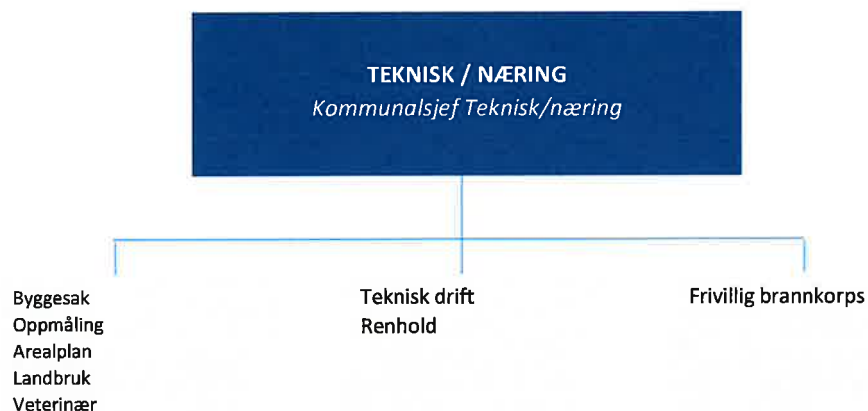 TEKNISK / NÆRING
Kommunalsjef Teknisk/næring
Byggesak
Oppmåling
Arealplan
Landbruk
Veterinær
Teknisk drift
Renhold
Frivillig brannkorps